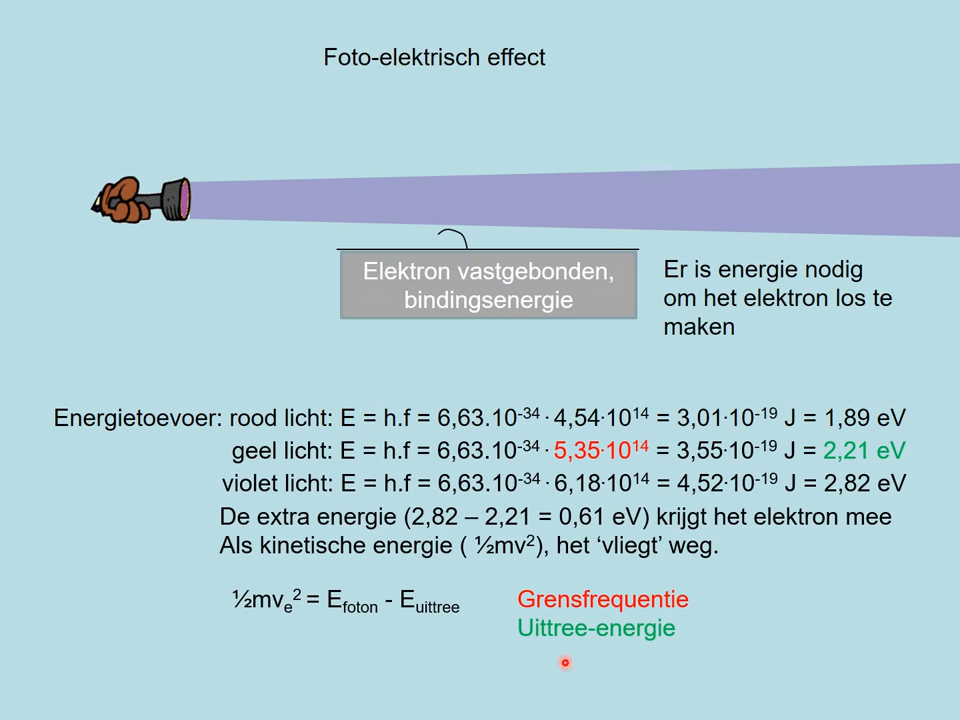 Foto-elektrisch effect
Elektron vastgebonden,
bindingsenergie
Er is energie nodig
om het elektron los te
maken
Energietoevoer: rood licht: E = h.f = 6,63.10⁻³⁴ · 4,54·10¹⁴ = 3,01·10⁻¹⁹ J = 1,89 eV
geel licht: E = h.f = 6,63.10⁻³⁴ · 5,35·10¹⁴ = 3,55·10⁻¹⁹ J = 2,21 eV
violet licht: E = h.f = 6,63.10⁻³⁴ · 6,18·10¹⁴ = 4,52·10⁻¹⁹ J = 2,82 eV
De extra energie (2,82 – 2,21 = 0,61 eV) krijgt het elektron mee
Als kinetische energie ( ½mv²), het ‘vliegt’ weg.
½mvₑ² = E_foton - E_uittree
Grensfrequentie
Uittree-energie